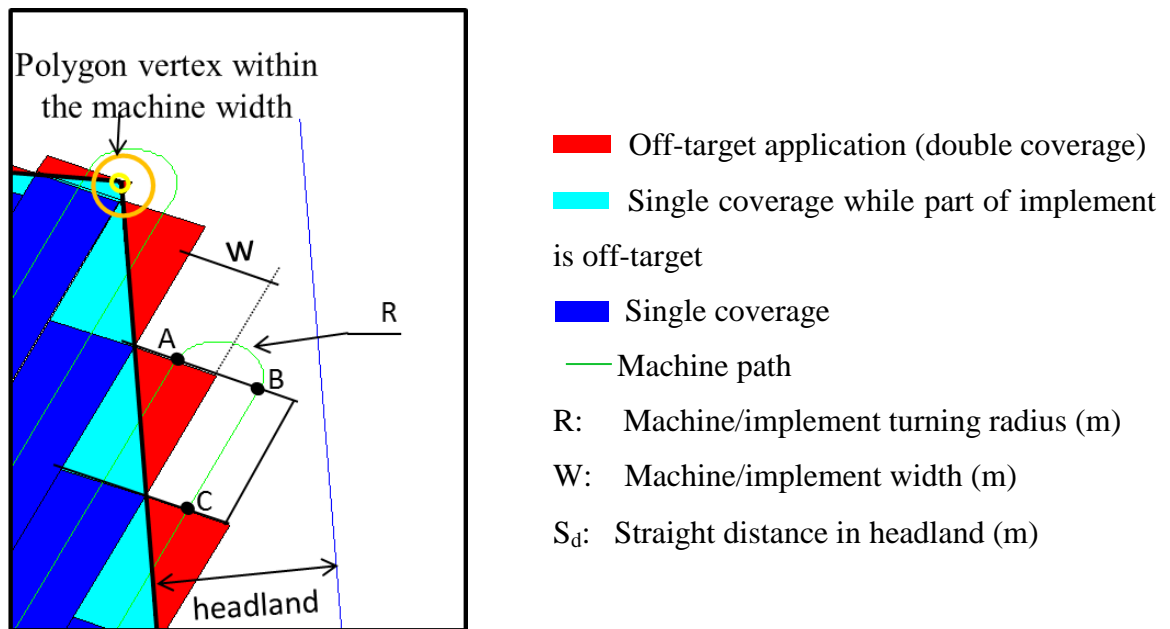 Polygon vertex within
the machine width
W
R
A
B
C
headland
Off-target application (double coverage)
Single coverage while part of implement
is off-target
Single coverage
Machine path
R: Machine/implement turning radius (m)
W: Machine/implement width (m)
Sd: Straight distance in headland (m)